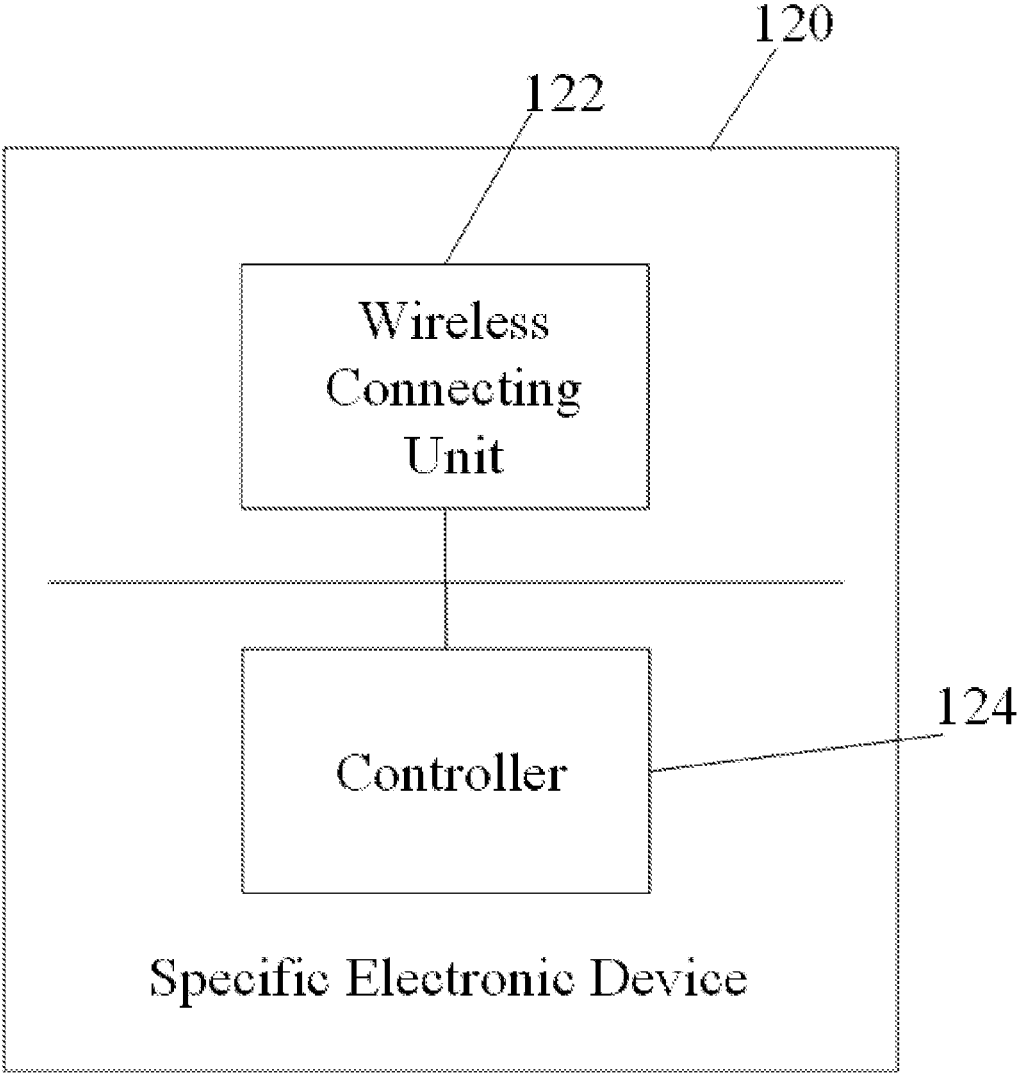 120
122
Wireless
Connecting
Unit
124
Controller
Specific Electronic Device